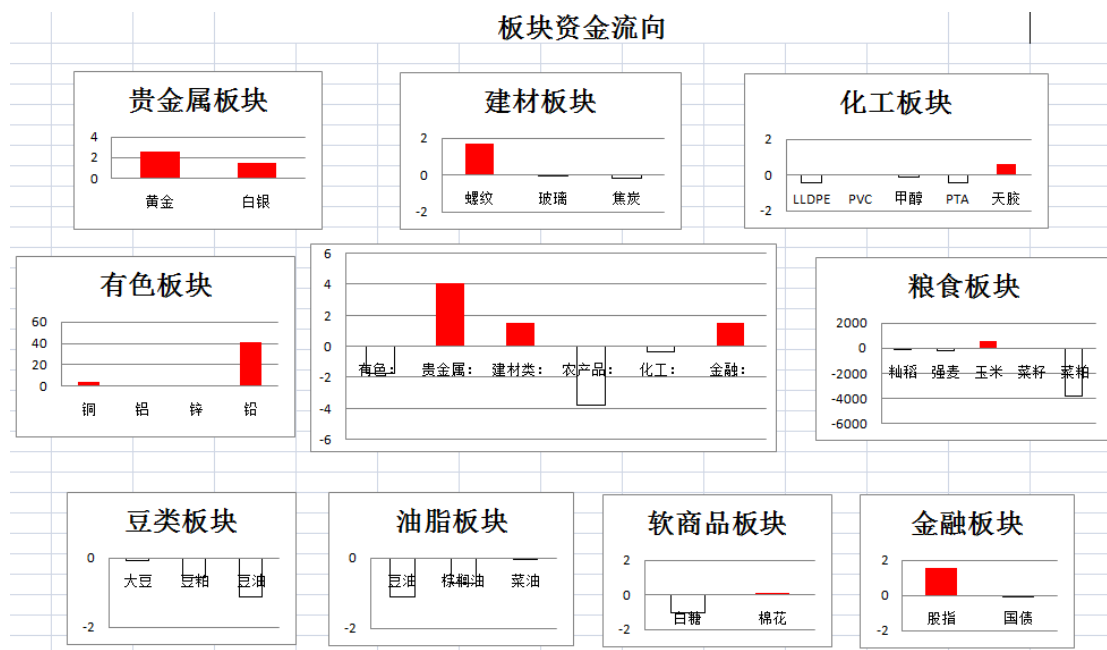 板块资金流向
贵金属板块
4
2
0
黄金 白银
建材板块
2
0
-2
螺纹 玻璃 焦炭
化工板块
2
0
-2
LLDPE PVC 甲醇 PTA 天胶
有色板块
60
40
20
0
铜 铝 锌 铅
6
4
2
0
-2
-4
-6
有色: 贵金属: 建材类: 农产品: 化工: 金融:
粮食板块
2000
0
-2000
-4000
-6000
籼稻 强麦 玉米 菜籽 菜粕
豆类板块
0
-2
大豆 豆粕 豆油
油脂板块
0
-2
豆油 棕榈油 菜油
软商品板块
2
0
-2
白糖 棉花
金融板块
2
0
-2
股指 国债